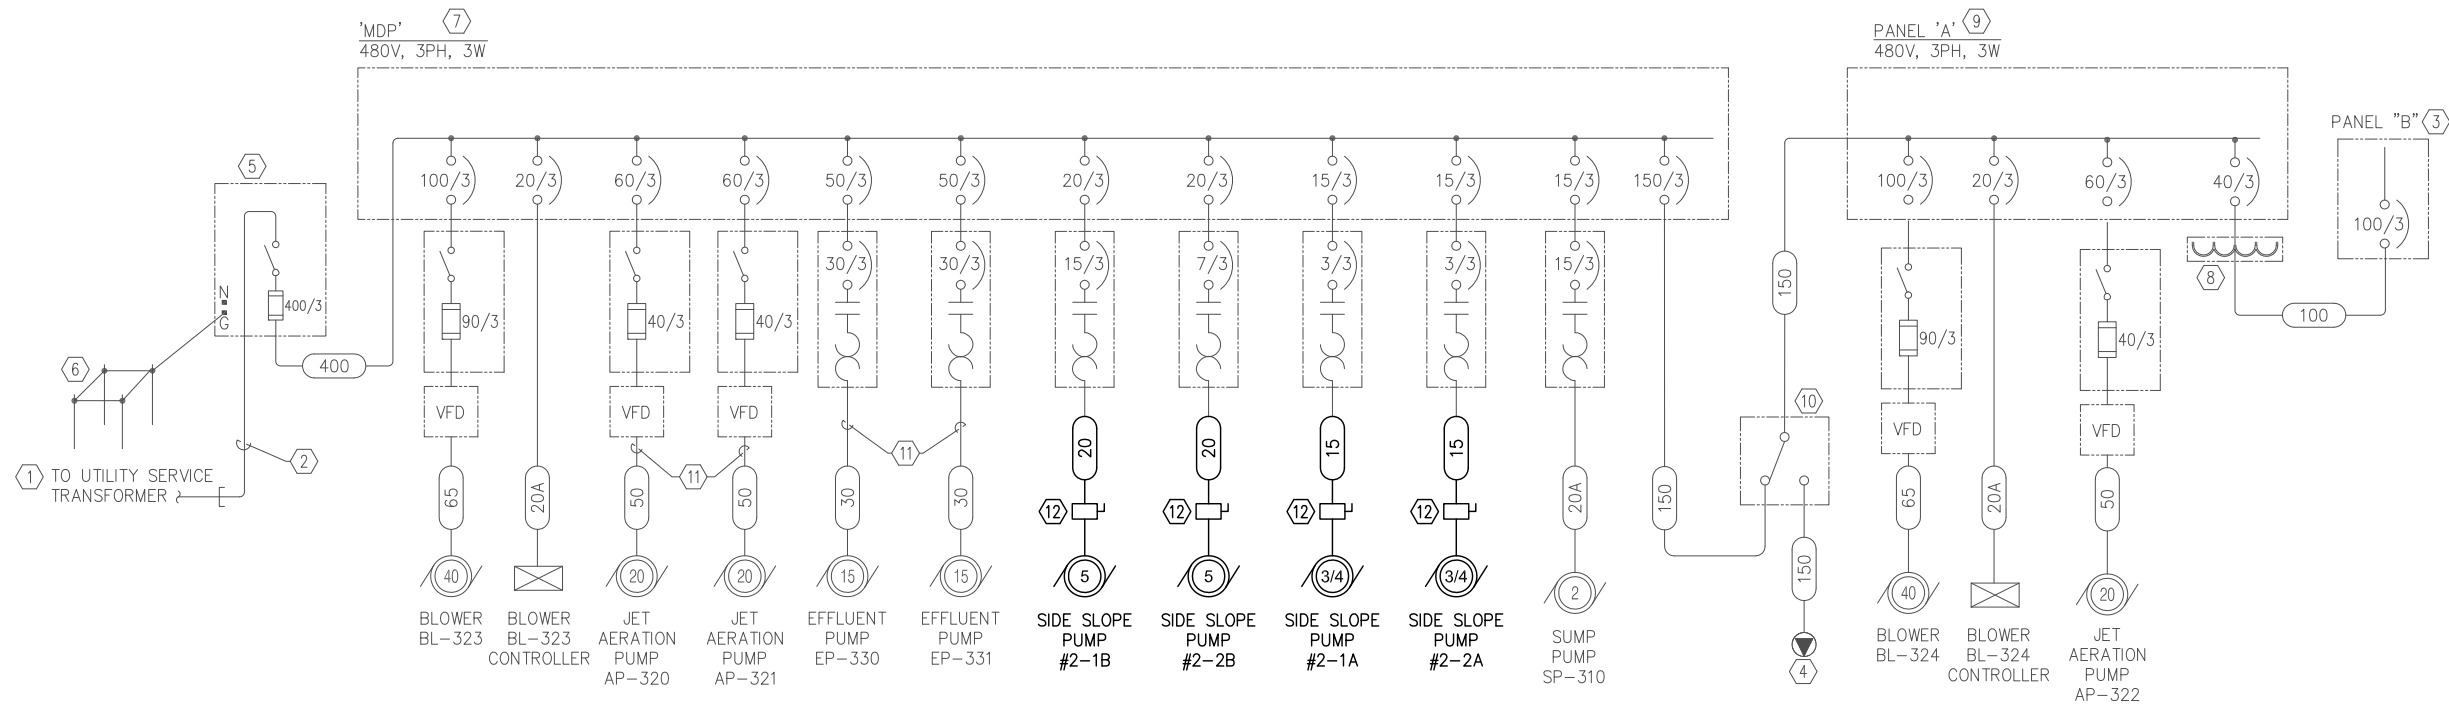 'MDP' 7
480V, 3PH, 3W
PANEL 'A' 9
480V, 3PH, 3W
PANEL "B" 3
5
100/3
20/3
60/3
60/3
50/3
50/3
20/3
20/3
15/3
15/3
15/3
150/3
100/3
20/3
60/3
40/3
100/3
N
G
400/3
90/3
40/3
40/3
30/3
30/3
15/3
7/3
3/3
3/3
15/3
150
90/3
40/3
8
100
6
400
VFD
VFD
VFD
10
VFD
VFD
1 TO UTILITY SERVICE
TRANSFORMER
2
11
11
20
20
15
15
65
20A
50
50
30
30
12
12
12
12
20A
150
150
65
20A
50
4
40
BLOWER
BL-323
BLOWER
BL-323
CONTROLLER
20
JET
AERATION
PUMP
AP-320
20
JET
AERATION
PUMP
AP-321
15
EFFLUENT
PUMP
EP-330
15
EFFLUENT
PUMP
EP-331
5
SIDE SLOPE
PUMP
#2-1B
5
SIDE SLOPE
PUMP
#2-2B
3/4
SIDE SLOPE
PUMP
#2-1A
3/4
SIDE SLOPE
PUMP
#2-2A
2
SUMP
PUMP
SP-310
40
BLOWER
BL-324
BLOWER
BL-324
CONTROLLER
20
JET
AERATION
PUMP
AP-322